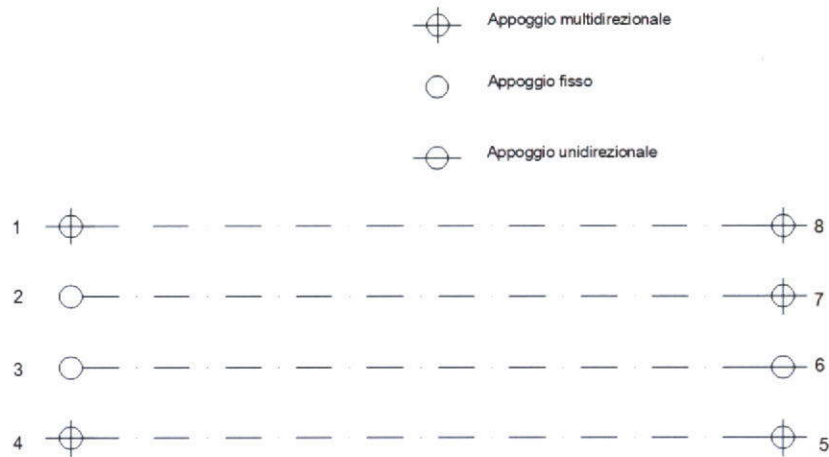 Appoggio multidirezionale
Appoggio fisso
Appoggio unidirezionale
1 8
2 7
3 6
4 5